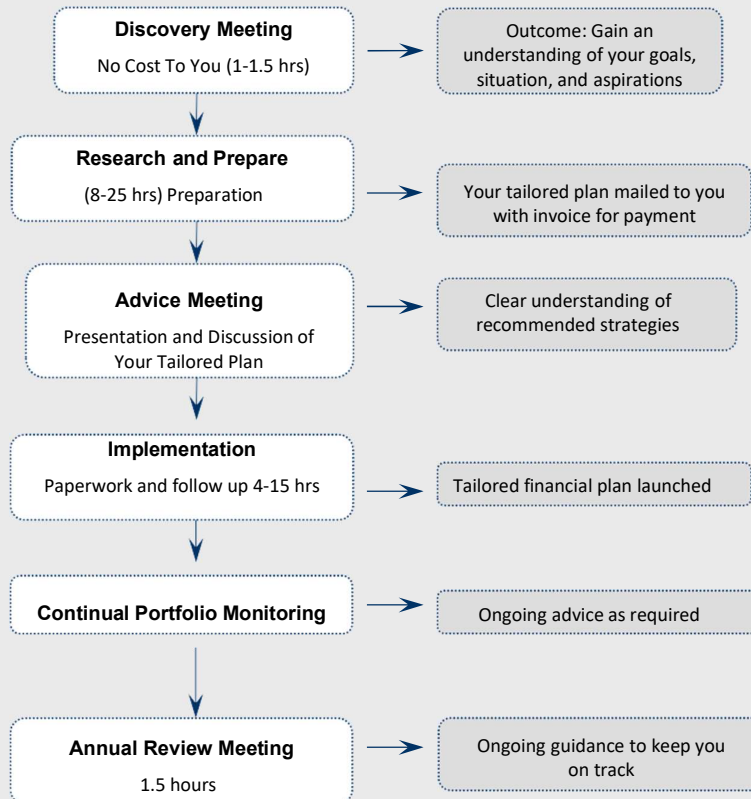 Discovery Meeting
No Cost To You (1-1.5 hrs)
Outcome: Gain an
understanding of your goals,
situation, and aspirations
Research and Prepare
(8-25 hrs) Preparation
Your tailored plan mailed to you
with invoice for payment
Advice Meeting
Presentation and Discussion of
Your Tailored Plan
Clear understanding of
recommended strategies
Implementation
Paperwork and follow up 4-15 hrs
Tailored financial plan launched
Continual Portfolio Monitoring
Ongoing advice as required
Annual Review Meeting
1.5 hours
Ongoing guidance to keep you
on track